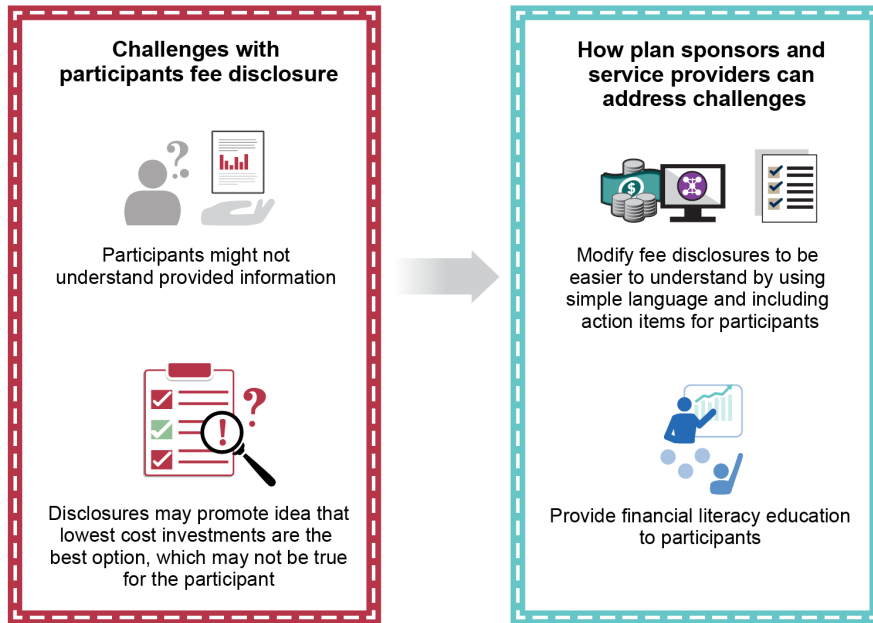 Challenges with
participants fee disclosure
Participants might not
understand provided information
Disclosures may promote idea that
lowest cost investments are the
best option, which may not be true
for the participant
How plan sponsors and
service providers can
address challenges
Modify fee disclosures to be
easier to understand by using
simple language and including
action items for participants
Provide financial literacy education
to participants